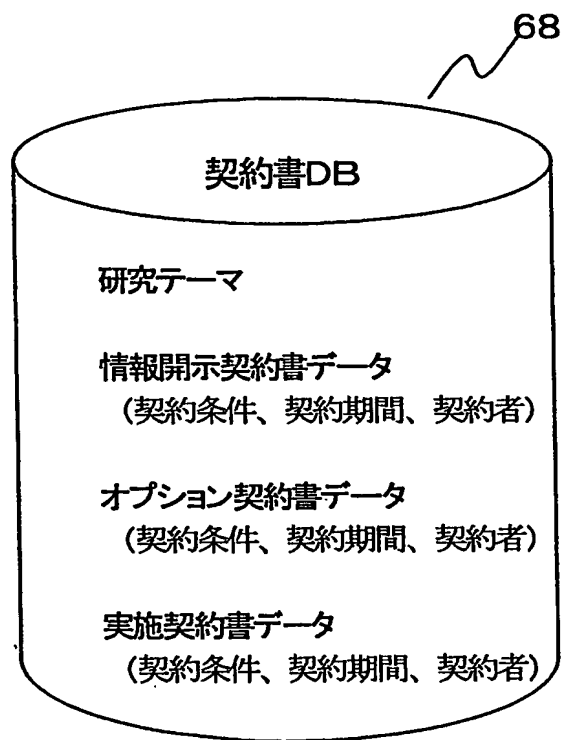 68
契約書DB
研究テーマ
情報開示契約書データ
(契約条件、契約期間、契約者)
オプション契約書データ
(契約条件、契約期間、契約者)
実施契約書データ
(契約条件、契約期間、契約者)